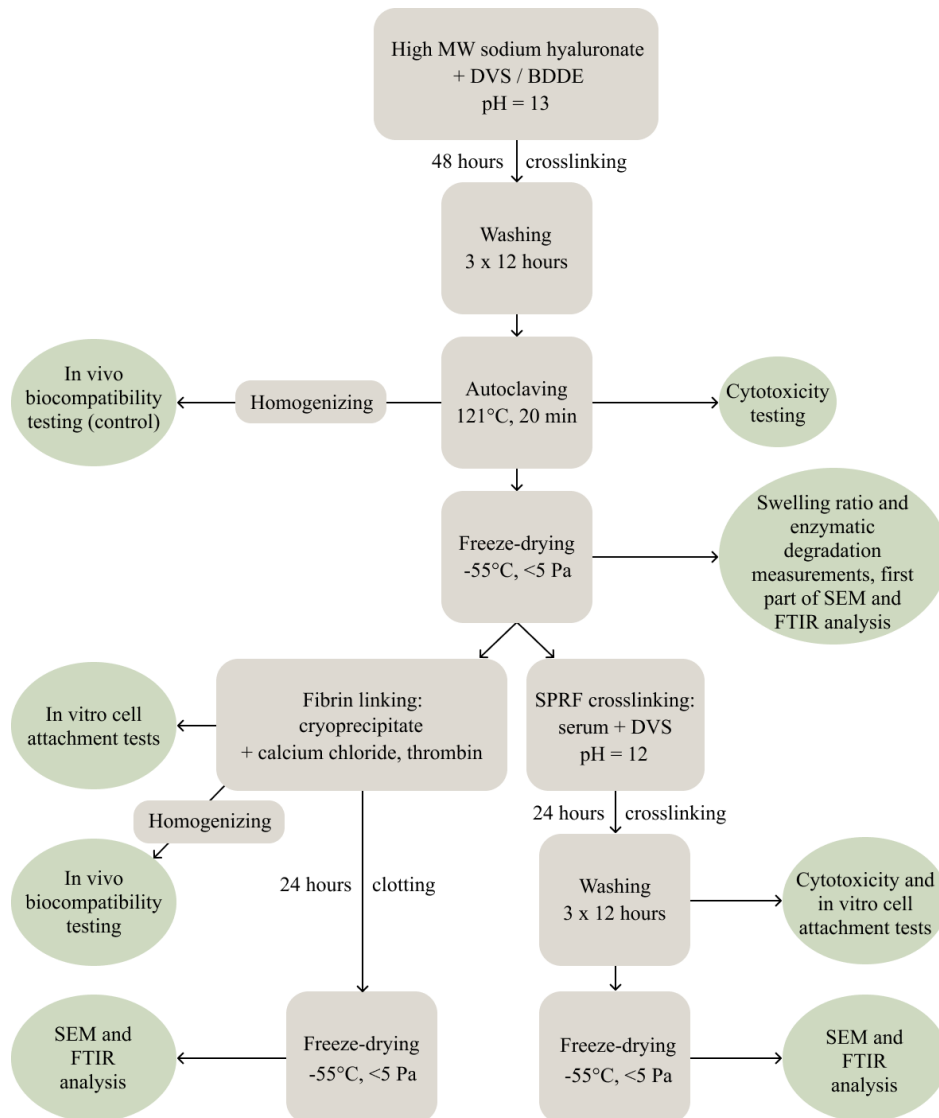 High MW sodium hyaluronate
+ DVS / BDDE
pH = 13
48 hours crosslinking
Washing
3 x 12 hours
In vivo
biocompatibility
testing (control)
Homogenizing
Autoclaving
121°C, 20 min
Cytotoxicity
testing
Freeze-drying
-55°C, <5 Pa
Swelling ratio and
enzymatic
degradation
measurements, first
part of SEM and
FTIR analysis
In vitro cell
attachment tests
Fibrin linking:
cryoprecipitate
+ calcium chloride, thrombin
SPRF crosslinking:
serum + DVS
pH = 12
Homogenizing
24 hours crosslinking
In vivo
biocompatibility
testing
24 hours clotting
Washing
3 x 12 hours
Cytotoxicity and
in vitro cell
attachment tests
SEM and
FTIR
analysis
Freeze-drying
-55°C, <5 Pa
Freeze-drying
-55°C, <5 Pa
SEM and
FTIR
analysis